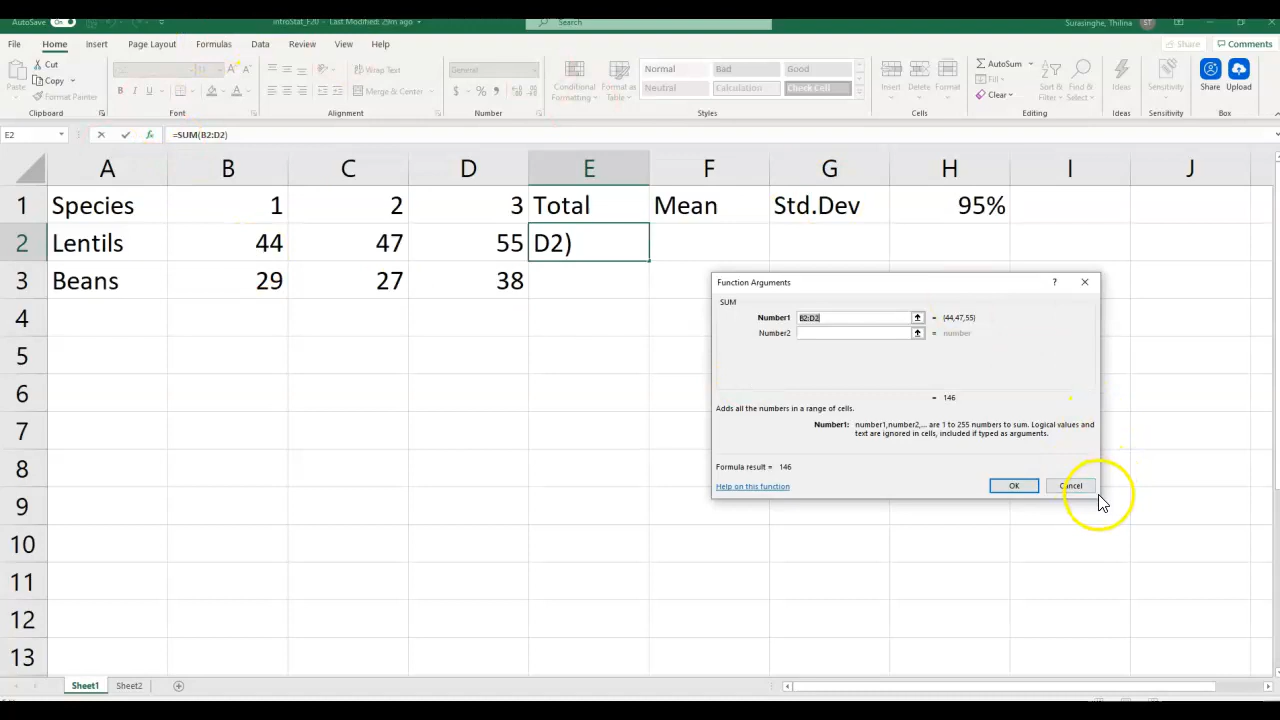 AutoSave On IntroStat_F20 - Last Modified: 29m ago Search Surasinghe, Thilina ST
File Home Insert Page Layout Formulas Data Review View Help Share Comments
Paste Cut Copy Format Painter
Clipboard
B I U A A
Font
Wrap Text
Merge & Center
Alignment
General
$ %
Number
Conditional Formatting Format as Table
Normal Bad Good
Neutral Calculation Check Cell
Styles
Insert Delete Format
Cells
AutoSum
Fill
Clear
Sort & Filter Find & Select
Editing
Ideas
Ideas
Sensitivity
Sensitivity
Share Upload
Box
E2 fx =SUM(B2:D2)
A B C D E F G H I J
1 Species 1 2 3 Total Mean Std.Dev 95%
2 Lentils 44 47 55 D2)
3 Beans 29 27 38
4
5
6
7
8
9
10
11
12
13
Function Arguments ?
SUM
Number1 B2:D2 = {44,47,55}
Number2 = number
= 146
Adds all the numbers in a range of cells.
Number1: number1,number2,... are 1 to 255 numbers to sum. Logical values and
text are ignored in cells, included if typed as arguments.
Formula result = 146
Help on this function OK Cancel
Sheet1 Sheet2